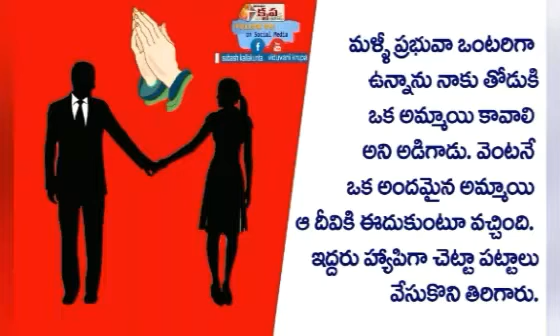 కృప
on Social Media
మళ్ళీ ప్రభువా ఒంటరిగా
ఉన్నాను నాకు తోడుకి
ఒక అమ్మాయి కావాలి
అని అడిగాడు. వెంటనే
ఒక అందమైన అమ్మాయి
ఆ దీవికి ఈదుకుంటూ వచ్చింది.
ఇద్దరు హ్యాపిగా చెట్టా పట్టాలు
వేసుకొని తిరిగారు.